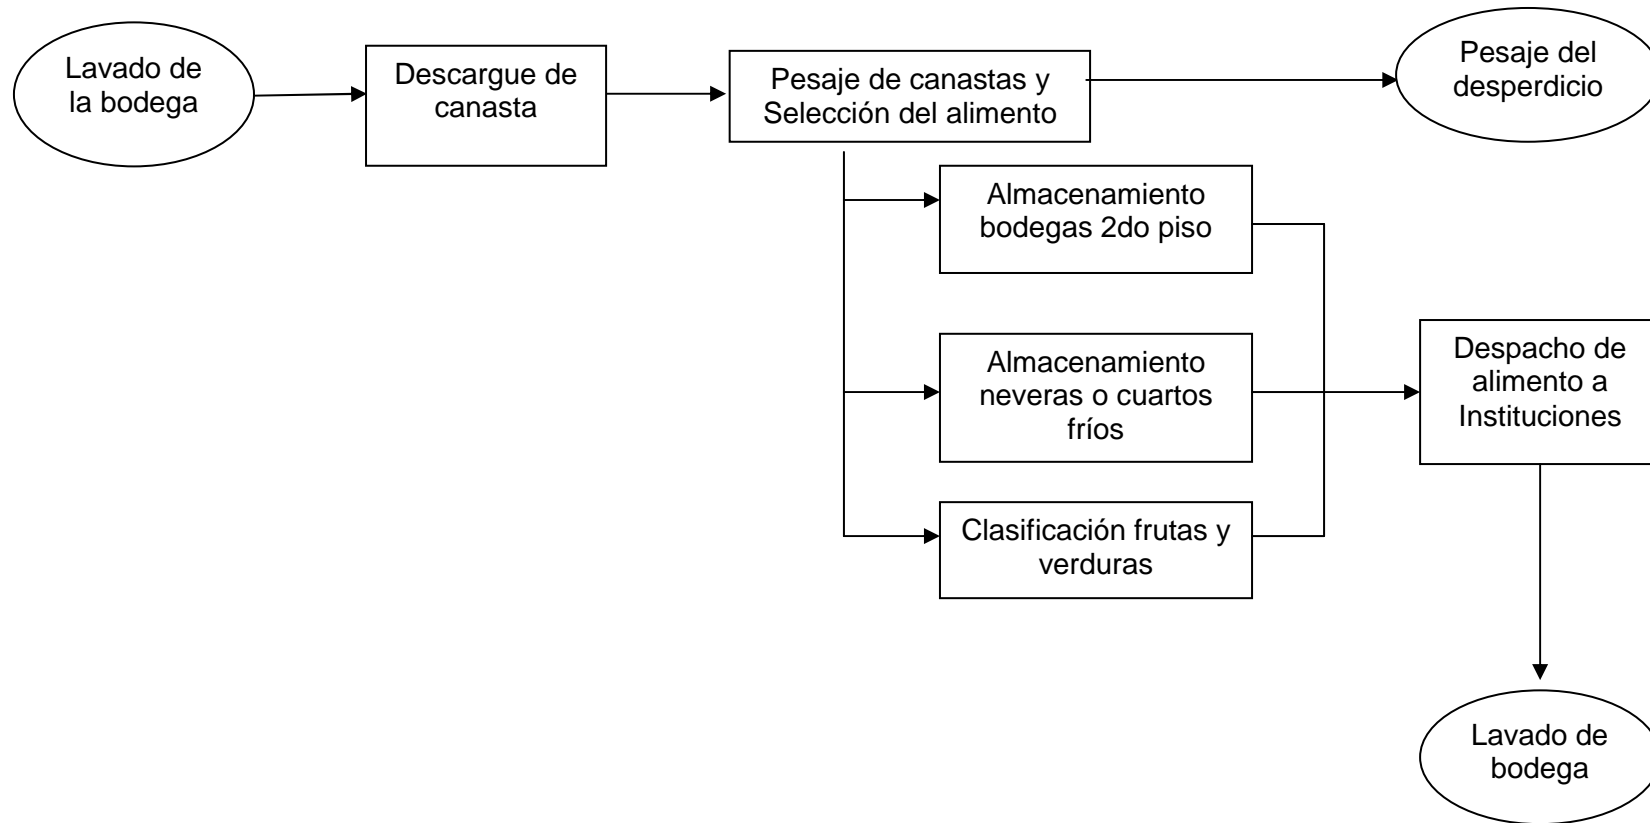 Lavado de
la bodega
Descargue de
canasta
Pesaje de canastas y
Selección del alimento
Pesaje del
desperdicio
Almacenamiento
bodegas 2do piso
Almacenamiento
neveras o cuartos
fríos
Clasificación frutas y
verduras
Despacho de
alimento a
Instituciones
Lavado de
bodega